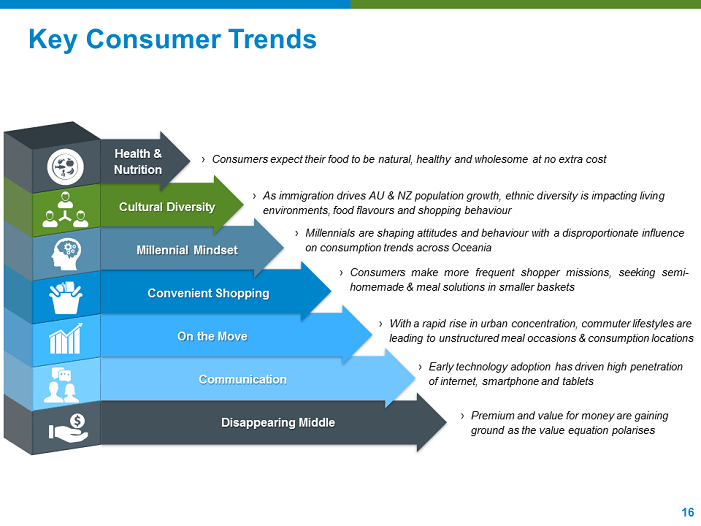 Key Consumer Trends
Health &
Nutrition
› Consumers expect their food to be natural, healthy and wholesome at no extra cost
Cultural Diversity
› As immigration drives AU & NZ population growth, ethnic diversity is impacting living
environments, food flavours and shopping behaviour
Millennial Mindset
› Millennials are shaping attitudes and behaviour with a disproportionate influence
on consumption trends across Oceania
Convenient Shopping
› Consumers make more frequent shopper missions, seeking semi-
homemade & meal solutions in smaller baskets
On the Move
› With a rapid rise in urban concentration, commuter lifestyles are
leading to unstructured meal occasions & consumption locations
Communication
› Early technology adoption has driven high penetration
of internet, smartphone and tablets
Disappearing Middle
› Premium and value for money are gaining
ground as the value equation polarises
$
16